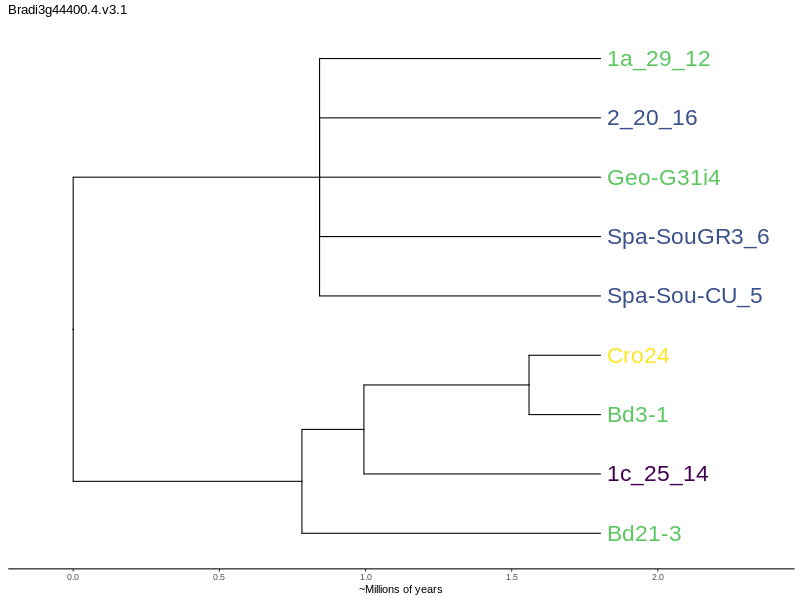 Bradi3g44400.4.v3.1
1a_29_12
2_20_16
Geo-G31i4
Spa-SouGR3_6
Spa-Sou-CU_5
Cro24
Bd3-1
1c_25_14
Bd21-3
0.0 0.5 1.0 1.5 2.0
~Millions of years